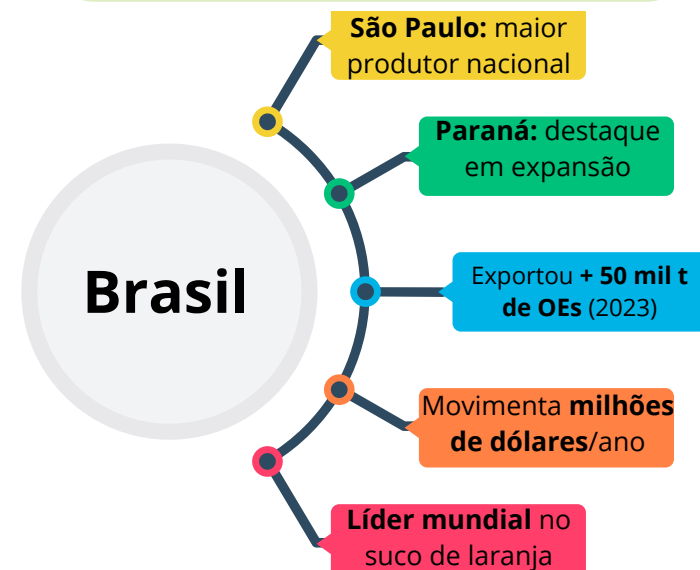 São Paulo: maior
produtor nacional
Paraná: destaque
em expansão
Brasil
Exportou + 50 mil t
de OEs (2023)
Movimenta milhões
de dólares/ano
Líder mundial no
suco de laranja